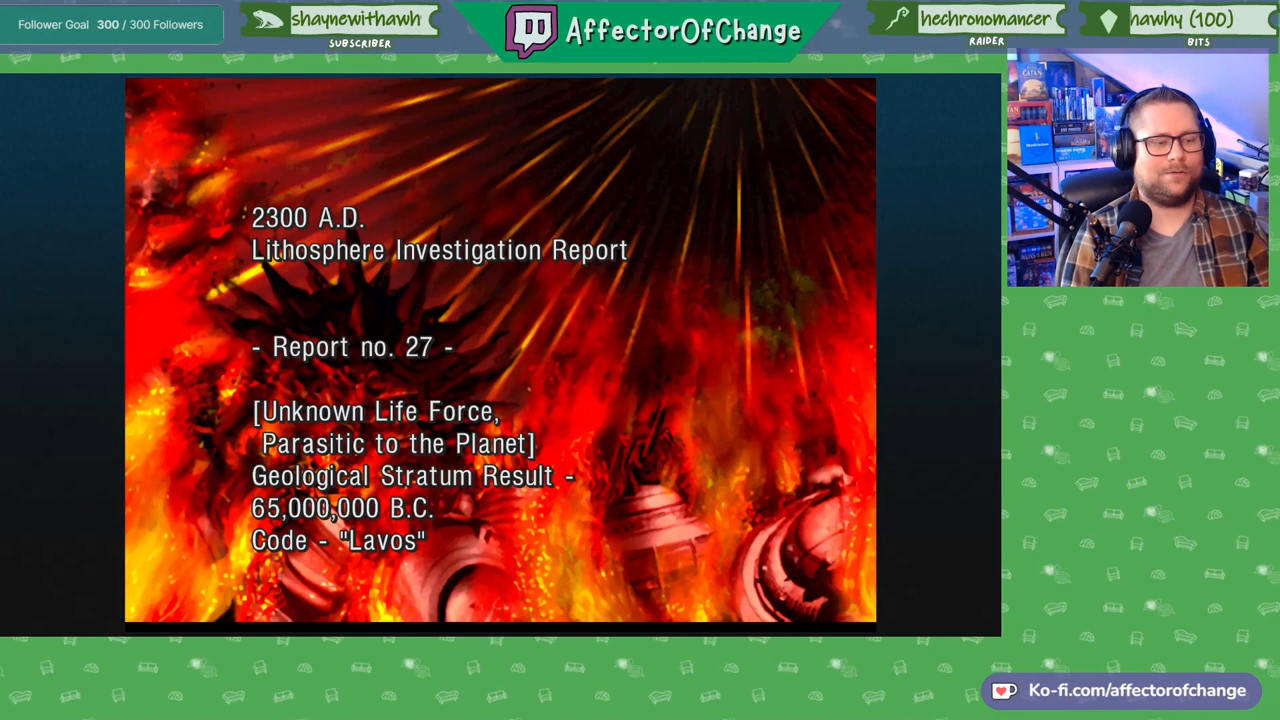 Follower Goal 300 / 300 Followers
shaynewithawh
SUBSCRIBER
AffectorOfChange
hechronomancer
RAIDER
hawhy (100)
BITS
CATAN
2300 A.D.
Lithosphere Investigation Report
- Report no. 27 -
[Unknown Life Force,
Parasitic to the Planet]
Geological Stratum Result -
65,000,000 B.C.
Code - "Lavos"
Ko-fi.com/affectorofchange